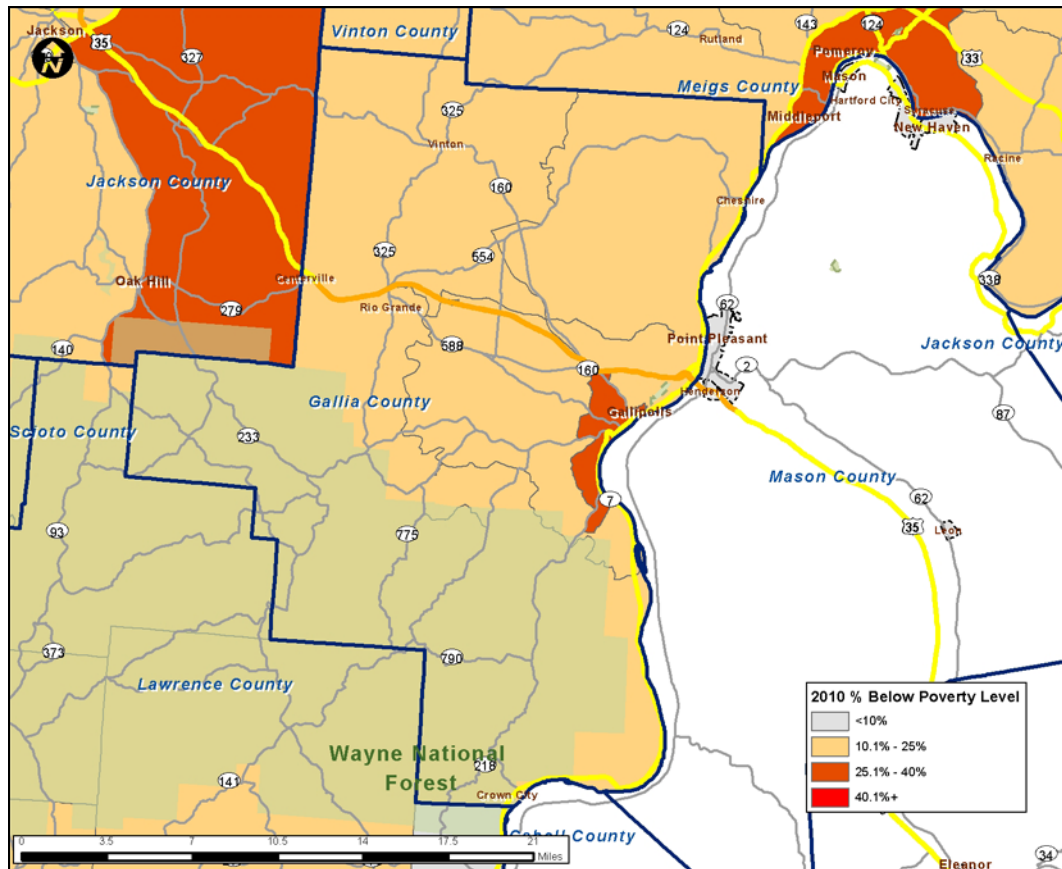 Jackson
35
327
Vinton County
124
Rutland
143
124
Pomeroy
33
Mason
N
Meigs County
Hartford City
Syracuse
Middleport
New Haven
325
Vinton
Racine
Jackson County
160
Cheshire
325
554
Oak Hill
Centerville
338
279
Rio Grande
62
588
Point Pleasant
Jackson County
140
160
2
Henderson
Gallia County
Gallipolis
87
Scioto County
233
Mason County
7
62
93
775
35
Leon
373
790
Lawrence County
2010 % Below Poverty Level
<10%
10.1% - 25%
25.1% - 40%
40.1%+
Wayne National
Forest
218
141
Crown City
Cabell County
0 3.5 7 10.5 14 17.5 21
Miles
34
Eleanor